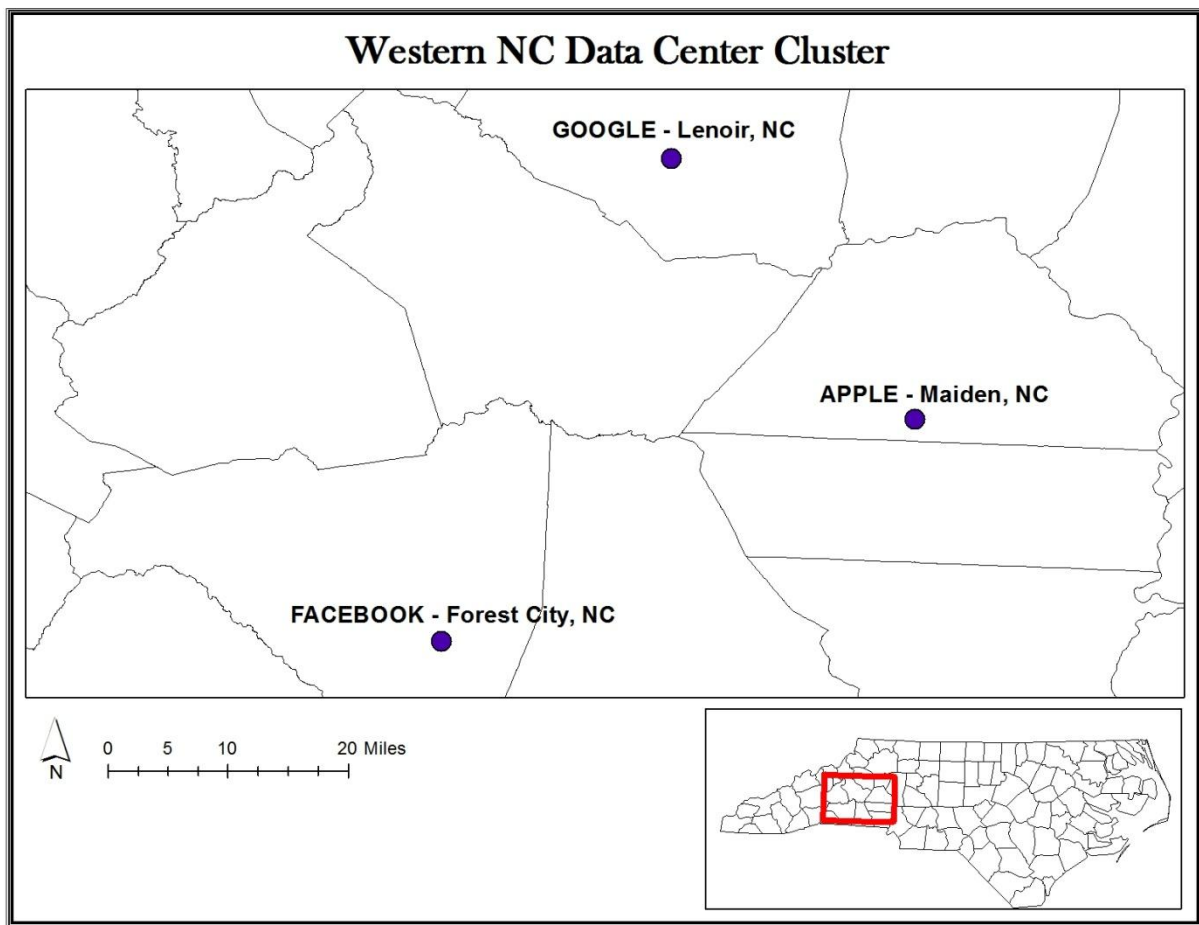 Western NC Data Center Cluster
GOOGLE - Lenoir, NC
APPLE - Maiden, NC
FACEBOOK - Forest City, NC
N
0 5 10 20 Miles